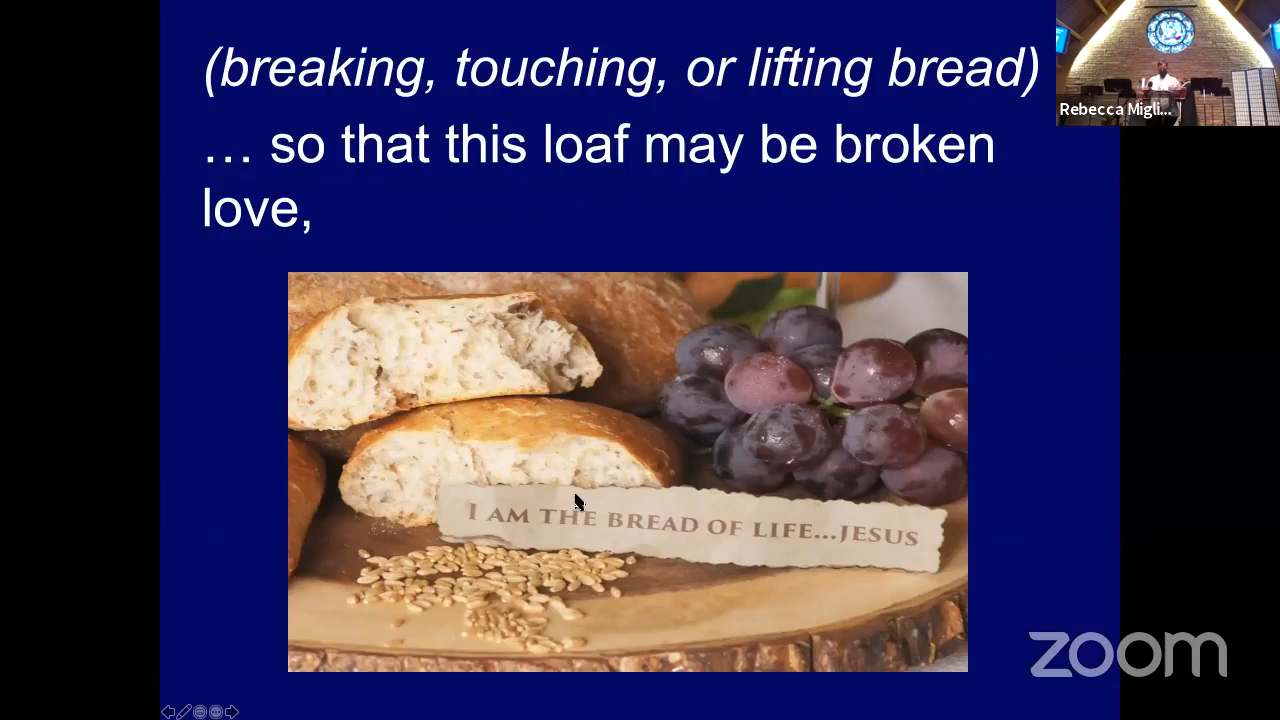 (breaking, touching, or lifting bread)
… so that this loaf may be broken
love,
Rebecca Migli...
I AM THE BREAD OF LIFE...JESUS
zoom